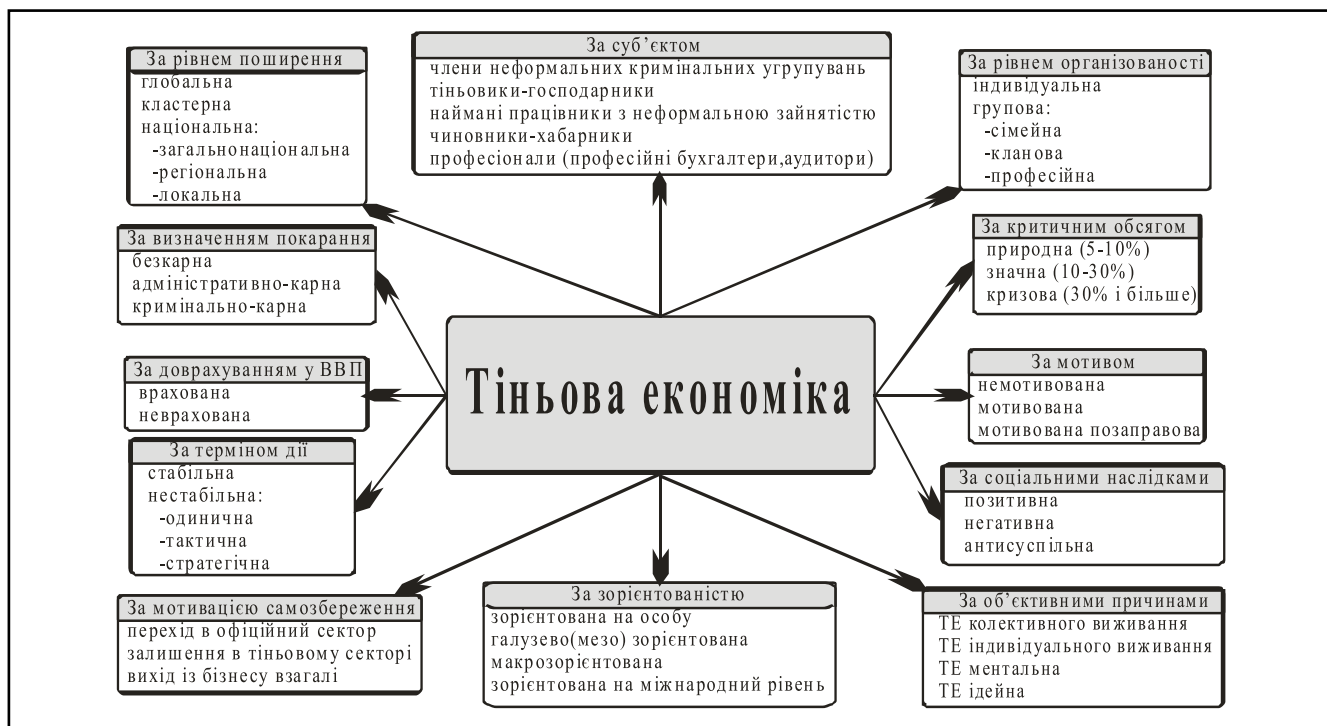 За рівнем поширення
глобальна
кластерна
національна:
-загальнонаціональна
-регіональна
-локальна
За суб’єктом
члени неформальних кримінальних угрупувань
тіньовики-господарники
наймані працівники з неформальною зайнятістю
чиновники-хабарники
професіонали (професійні бухгалтери,аудитори)
За рівнем організованості
індивідуальна
групова:
-сімейна
-кланова
-професійна
За визначенням покарання
безкарна
адміністративно-карна
кримінально-карна
За критичним обсягом
природна (5-10%)
значна (10-30%)
кризова (30% і більше)
За доврахуванням у ВВП
врахована
неврахована
Тіньова економіка
За мотивом
немотивована
мотивована
мотивована позаправова
За терміном дії
стабільна
нестабільна:
-одинична
-тактична
-стратегічна
За соціальними наслідками
позитивна
негативна
антисуспільна
За мотивацією самозбереження
перехід в офіційний сектор
залишення в тіньовому секторі
вихід із бізнесу взагалі
За зорієнтованістю
зорієнтована на особу
галузево(мезо) зорієнтована
макрозорієнтована
зорієнтована на міжнародний рівень
За об’єктивними причинами
ТЕ колективного виживання
ТЕ індивідуального виживання
ТЕ ментальна
ТЕ ідейна